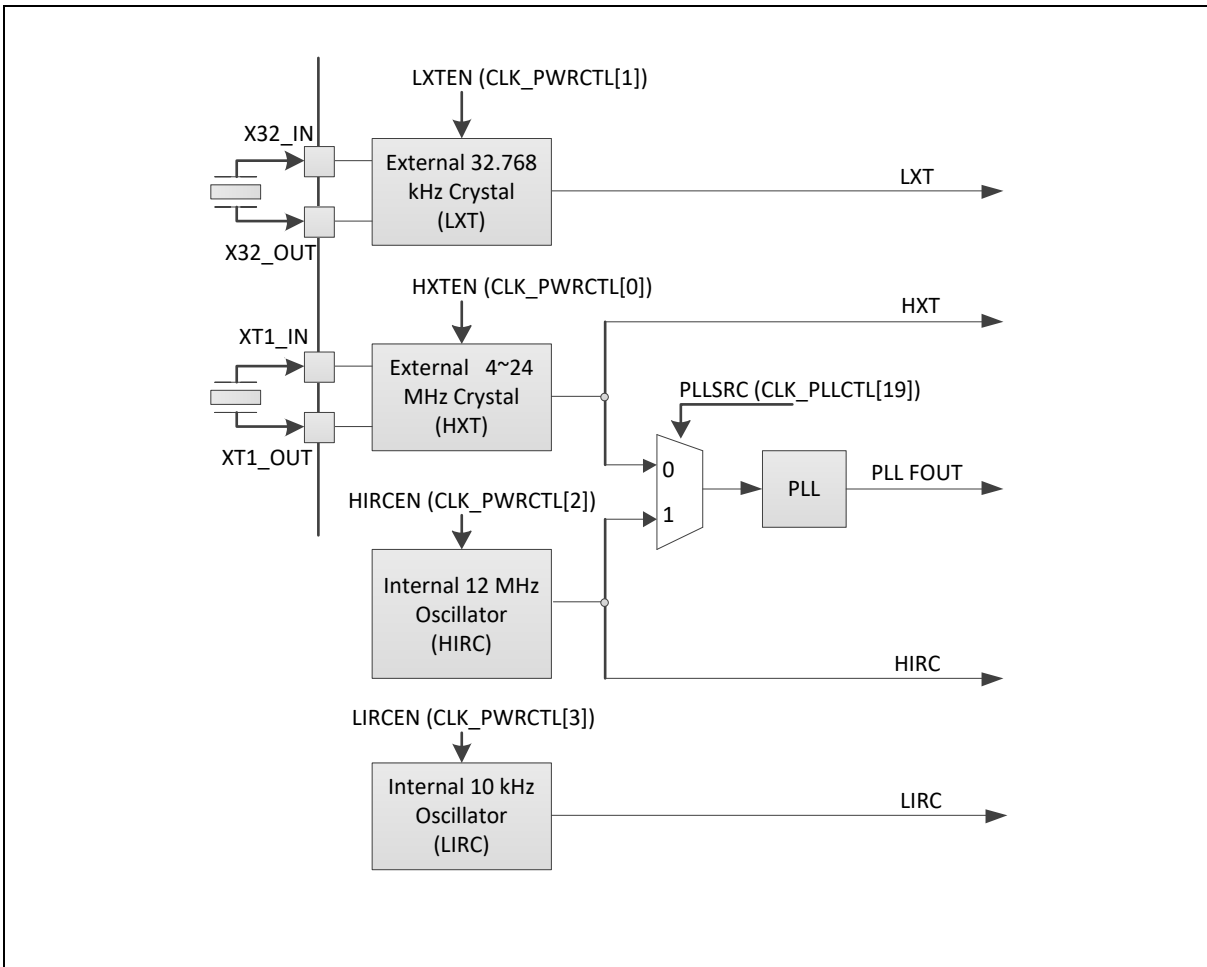 LXTEN (CLK_PWRCTL[1])
X32_IN
External 32.768
kHz Crystal
(LXT)
LXT
X32_OUT
HXTEN (CLK_PWRCTL[0])
HXT
XT1_IN
External 4~24
MHz Crystal
(HXT)
PLLSRC (CLK_PLLCTL[19])
XT1_OUT
0
1
PLL
PLL FOUT
HIRCEN (CLK_PWRCTL[2])
Internal 12 MHz
Oscillator
(HIRC)
HIRC
LIRCEN (CLK_PWRCTL[3])
Internal 10 kHz
Oscillator
(LIRC)
LIRC